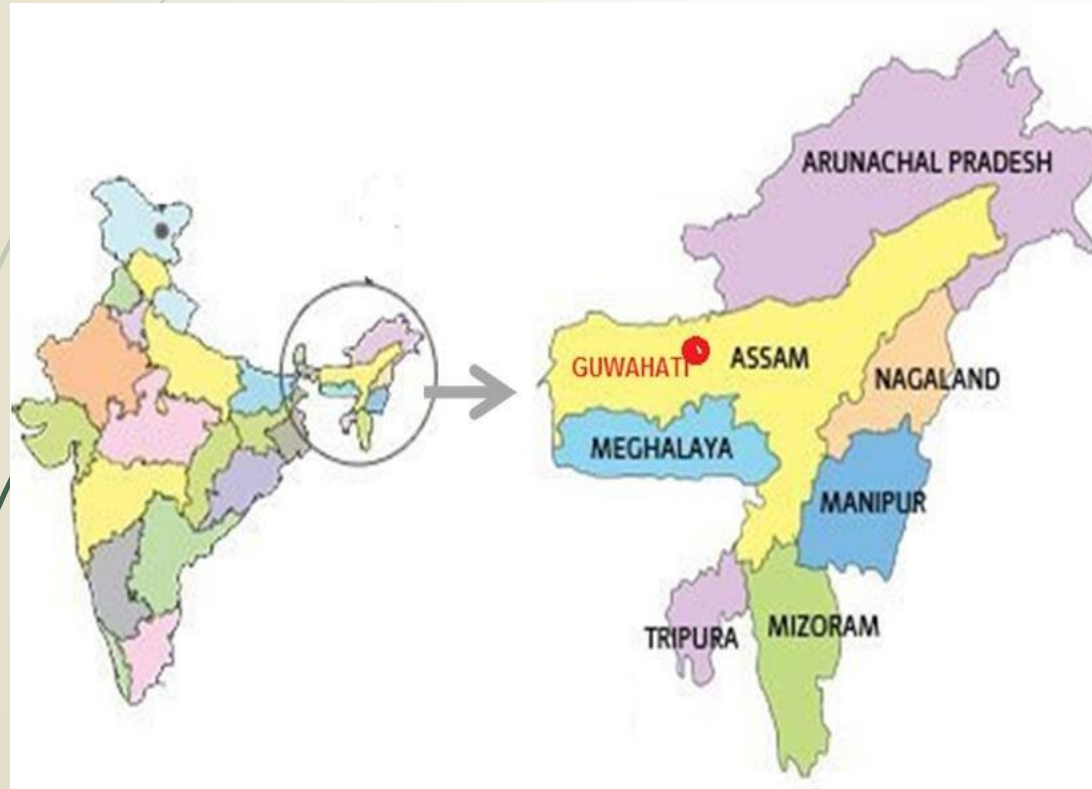 ARUNACHAL PRADESH
GUWAHATI
ASSAM
NAGALAND
MEGHALAYA
MANIPUR
TRIPURA
MIZORAM